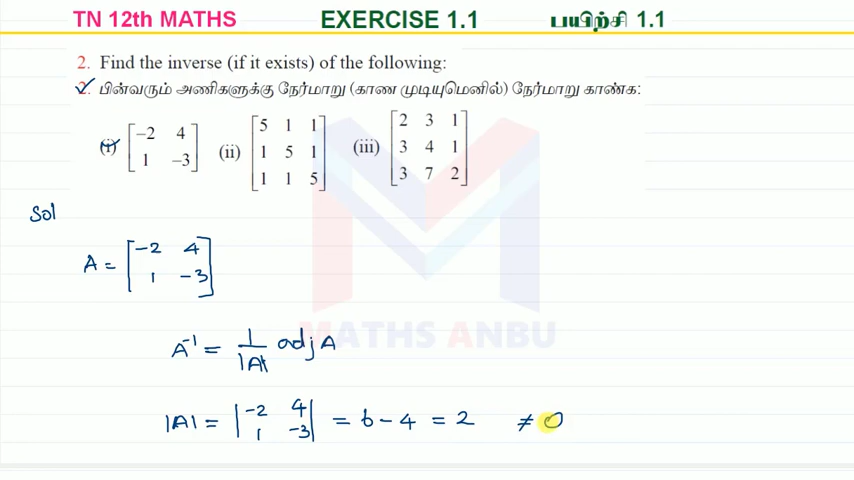 TN 12th MATHS EXERCISE 1.1 பயிற்சி 1.1
2. Find the inverse (if it exists) of the following:
2. பின்வரும் அணிகளுக்கு நேர்மாறு (காண முடியுமெனில்) நேர்மாறு காண்க:
(i) [−2 4; 1 −3] (ii) [5 1 1; 1 5 1; 1 1 5] (iii) [2 3 1; 3 4 1; 3 7 2]
Sol
A = [−2 4; 1 −3]
A⁻¹ = 1/|A| adj A
MATHS ANBU
|A| = |−2 4; 1 −3| = 6 − 4 = 2 ≠ 0